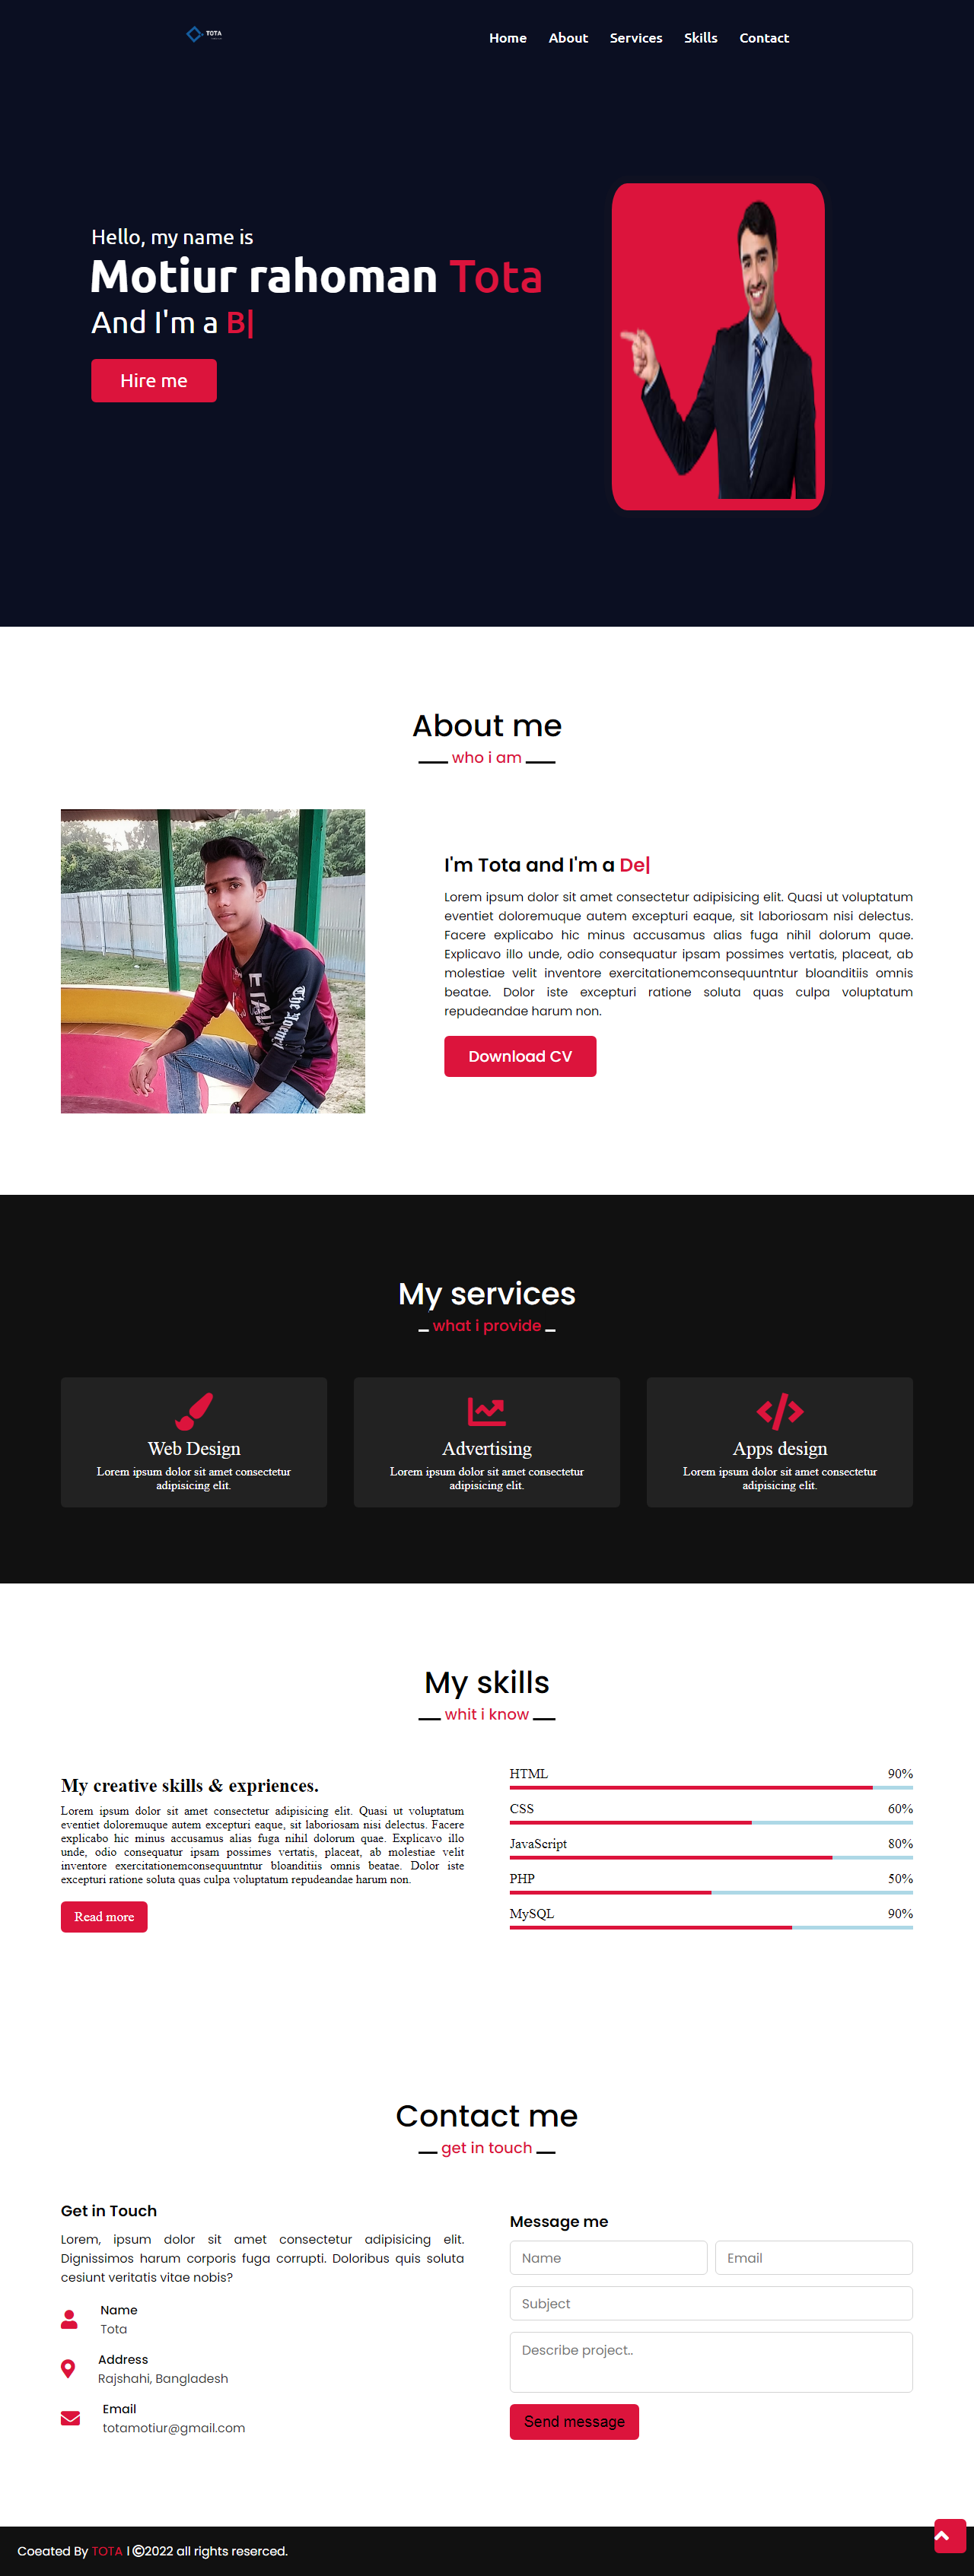 TOTA
Home About Services Skills Contact
Hello, my name is
Motiur rahoman Tota
And I'm a B|
Hire me
About me
who i am
I'm Tota and I'm a De|
Lorem ipsum dolor sit amet consectetur adipisicing elit. Quasi ut voluptatum
eventiet doloremuque autem excepturi eaque, sit laboriosam nisi delectus.
Facere explicabo hic minus accusamus alias fuga nihil dolorum quae.
Explicavo illo unde, odio consequatur ipsam possimes vertatis, placeat, ab
molestiae velit inventore exercitationemconsequuntntur bloanditiis omnis
beatae. Dolor iste excepturi ratione soluta quas culpa voluptatum
repudeandae harum non.
Download CV
My services
what i provide
Web Design
Lorem ipsum dolor sit amet consectetur
adipisicing elit.
Advertising
Lorem ipsum dolor sit amet consectetur
adipisicing elit.
Apps design
Lorem ipsum dolor sit amet consectetur
adipisicing elit.
My skills
whit i know
My creative skills & expriences.
Lorem ipsum dolor sit amet consectetur adipisicing elit. Quasi ut voluptatum
eventiet doloremuque autem excepturi eaque, sit laboriosam nisi delectus. Facere
explicabo hic minus accusamus alias fuga nihil dolorum quae. Explicavo illo
unde, odio consequatur ipsam possimes vertatis, placeat, ab molestiae velit
inventore exercitationemconsequuntntur bloanditiis omnis beatae. Dolor iste
excepturi ratione soluta quas culpa voluptatum repudeandae harum non.
Read more
HTML 90%
CSS 60%
JavaScript 80%
PHP 50%
MySQL 90%
Contact me
get in touch
Get in Touch
Lorem, ipsum dolor sit amet consectetur adipisicing elit.
Dignissimos harum corporis fuga corrupti. Doloribus quis soluta
cesiunt veritatis vitae nobis?
Name
Tota
Address
Rajshahi, Bangladesh
Email
totamotiur@gmail.com
Message me
Name Email
Subject
Describe project..
Send message
Coeated By TOTA | ©2022 all rights reserced.